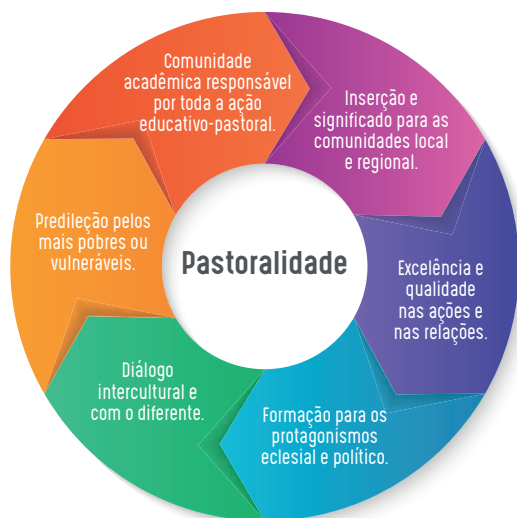 Comunidade
acadêmica responsável
por toda a ação
educativo-pastoral.
Inserção e
significado para as
comunidades local
e regional.
Excelência e
qualidade
nas ações e
nas relações.
Formação para os
protagonismos
eclesial e político.
Diálogo
intercultural e
com o diferente.
Predileção pelos
mais pobres ou
vulneráveis.
Pastoralidade